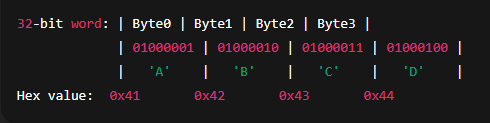 32-bit word: | Byte0 | Byte1 | Byte2 | Byte3 |
| 01000001 | 01000010 | 01000011 | 01000100 |
| 'A' | 'B' | 'C' | 'D' |
Hex value: 0x41 0x42 0x43 0x44